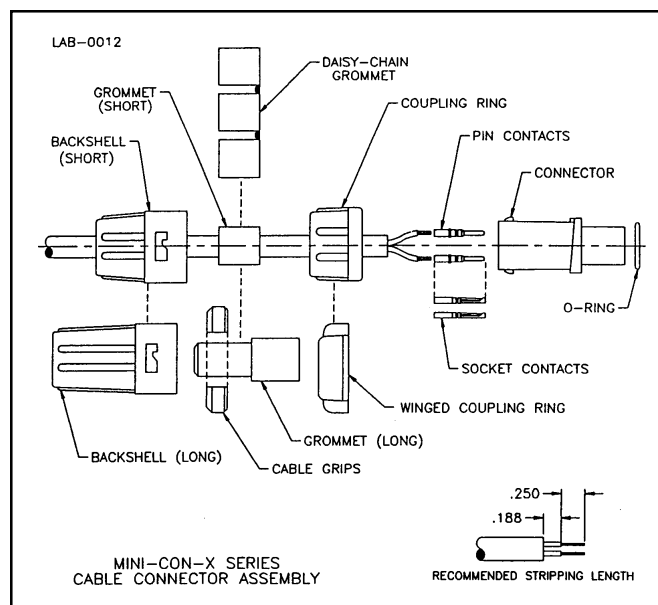 LAB-0012
DAISY-CHAIN
GROMMET
GROMMET
(SHORT)
COUPLING RING
BACKSHELL
(SHORT)
PIN CONTACTS
CONNECTOR
O-RING
SOCKET CONTACTS
WINGED COUPLING RING
GROMMET (LONG)
BACKSHELL (LONG)
CABLE GRIPS
.250
.188
MINI-CON-X SERIES
CABLE CONNECTOR ASSEMBLY
RECOMMENDED STRIPPING LENGTH